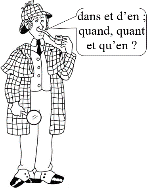 dans et d'en ;
quand, quant
et qu'en ?